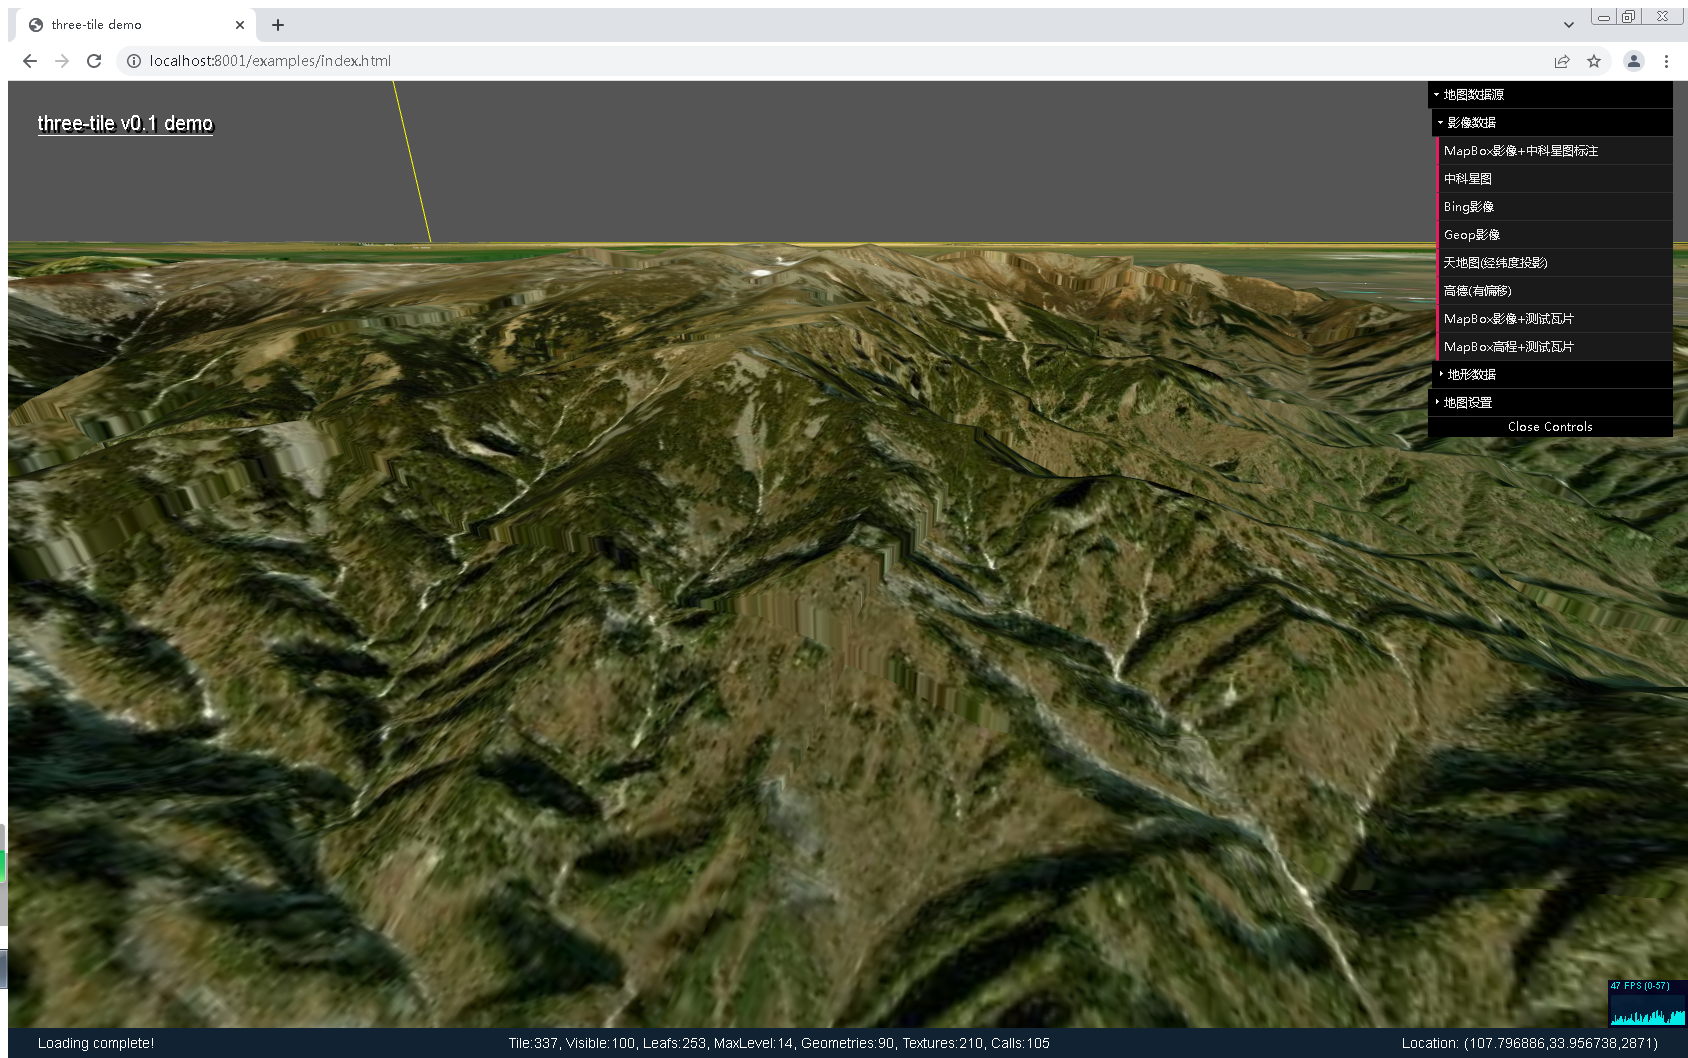 three-tile demo
localhost:8001/examples/index.html
three-tile v0.1 demo
地图数据源
影像数据
MapBox影像+中科星图标注
中科星图
Bing影像
Geop影像
天地图(经纬度投影)
高德(有偏移)
MapBox影像+测试瓦片
MapBox高程+测试瓦片
地形数据
地图设置
Close Controls
47 FPS (0-57)
Loading complete!
Tile:337, Visible:100, Leafs:253, MaxLevel:14, Geometries:90, Textures:210, Calls:105
Location: (107.796886,33.956738,2871)